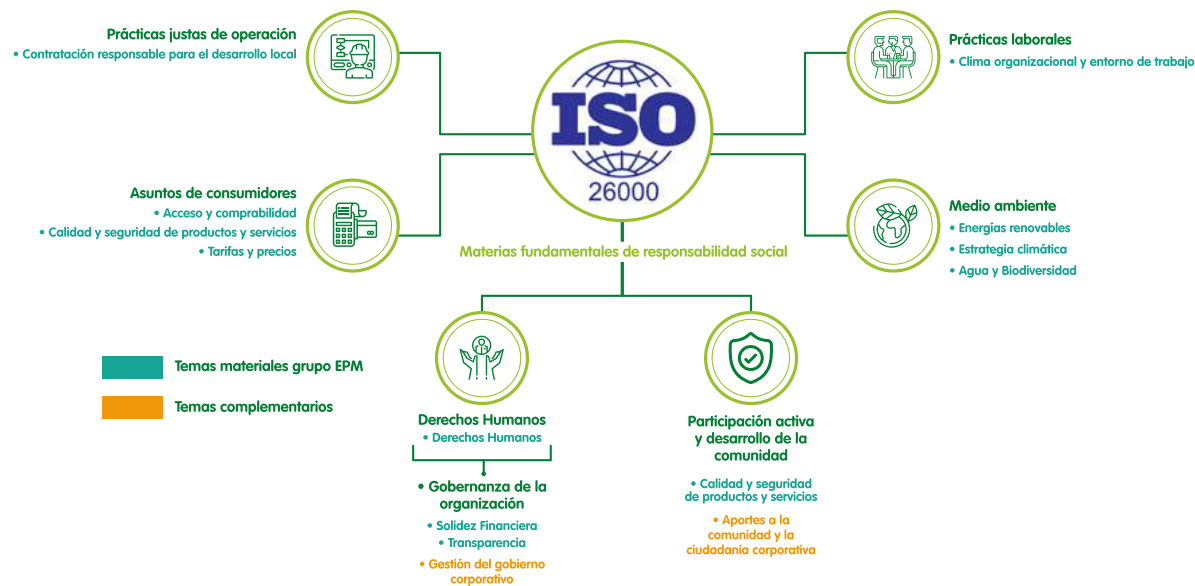 Prácticas justas de operación
• Contratación responsable para el desarrollo local
Prácticas laborales
• Clima organizacional y entorno de trabajo
ISO
26000
Asuntos de consumidores
• Acceso y comprabilidad
• Calidad y seguridad de productos y servicios
• Tarifas y precios
Medio ambiente
• Energías renovables
• Estrategia climática
• Agua y Biodiversidad
Materias fundamentales de responsabilidad social
Temas materiales grupo EPM
Temas complementarios
Derechos Humanos
• Derechos Humanos
• Gobernanza de la
organización
• Solidez Financiera
• Transparencia
• Gestión del gobierno
corporativo
Participación activa
y desarrollo de la
comunidad
• Calidad y seguridad
de productos y servicios
• Aportes a la
comunidad y la
ciudadania corporativa